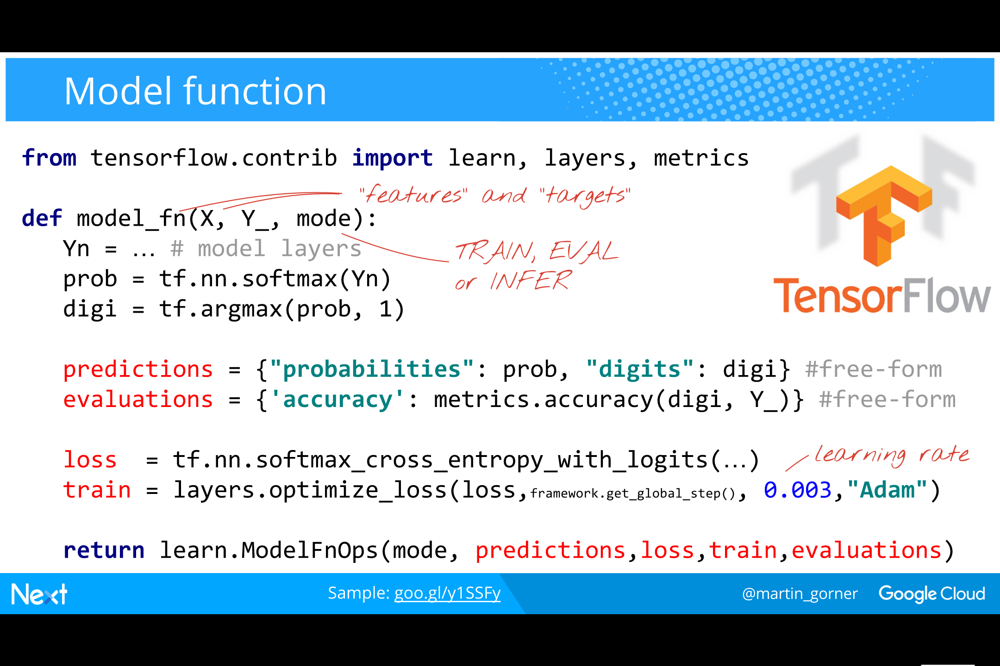 Model function
from tensorflow.contrib import learn, layers, metrics
"features" and "targets"
def model_fn(X, Y_, mode):
Yn = … # model layers
TRAIN, EVAL
prob = tf.nn.softmax(Yn)
or INFER
digi = tf.argmax(prob, 1)
TensorFlow
predictions = {"probabilities": prob, "digits": digi} #free-form
evaluations = {'accuracy': metrics.accuracy(digi, Y_)} #free-form
learning rate
loss = tf.nn.softmax_cross_entropy_with_logits(…)
train = layers.optimize_loss(loss,framework.get_global_step(), 0.003,"Adam")
return learn.ModelFnOps(mode, predictions,loss,train,evaluations)
Next
Sample: goo.gl/y1SSFy
@martin_gorner
Google Cloud